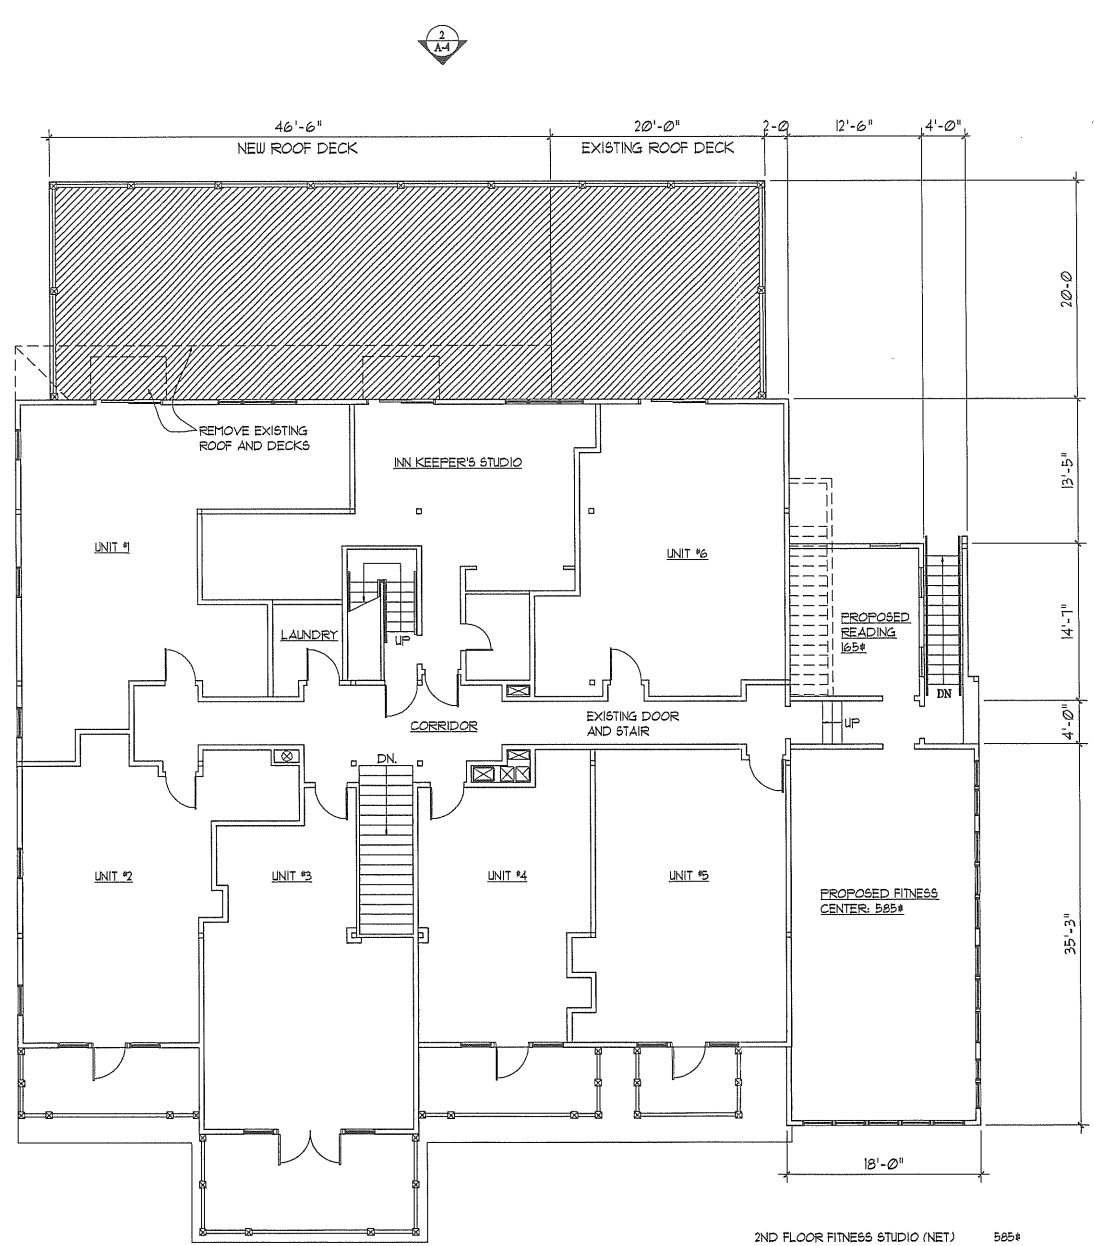 2
A-4
46'-6" 20'-0" 2-0 12'-6" 4'-0"
NEW ROOF DECK EXISTING ROOF DECK
20-0
REMOVE EXISTING
ROOF AND DECKS
INN KEEPER'S STUDIO
13'-5"
UNIT #1
UNIT #6
PROPOSED
READING
165#
14'-7"
LAUNDRY
UP
DN
CORRIDOR
EXISTING DOOR
AND STAIR
UP
4'-0"
DN.
UNIT #2
UNIT #3
UNIT #4
UNIT #5
PROPOSED FITNESS
CENTER: 585#
35'-3"
18'-0"
2ND FLOOR FITNESS STUDIO (NET) 585#